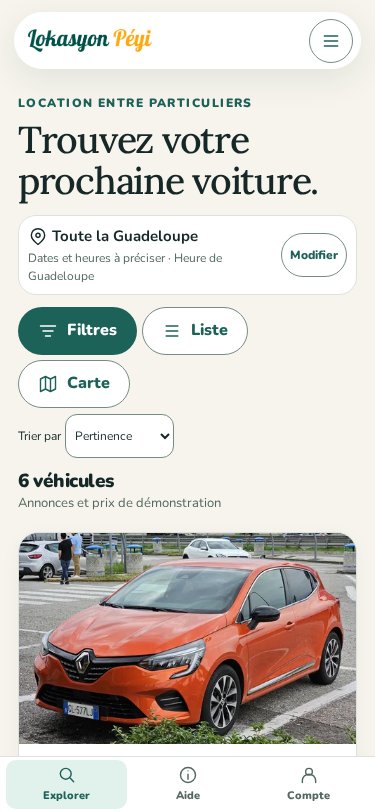 Lokasyon Péyi
LOCATION ENTRE PARTICULIERS
Trouvez votre
prochaine voiture.
Toute la Guadeloupe
Dates et heures à préciser · Heure de
Guadeloupe
Modifier
Filtres
Liste
Carte
Trier par
Pertinence
6 véhicules
Annonces et prix de démonstration
Explorer
Aide
Compte